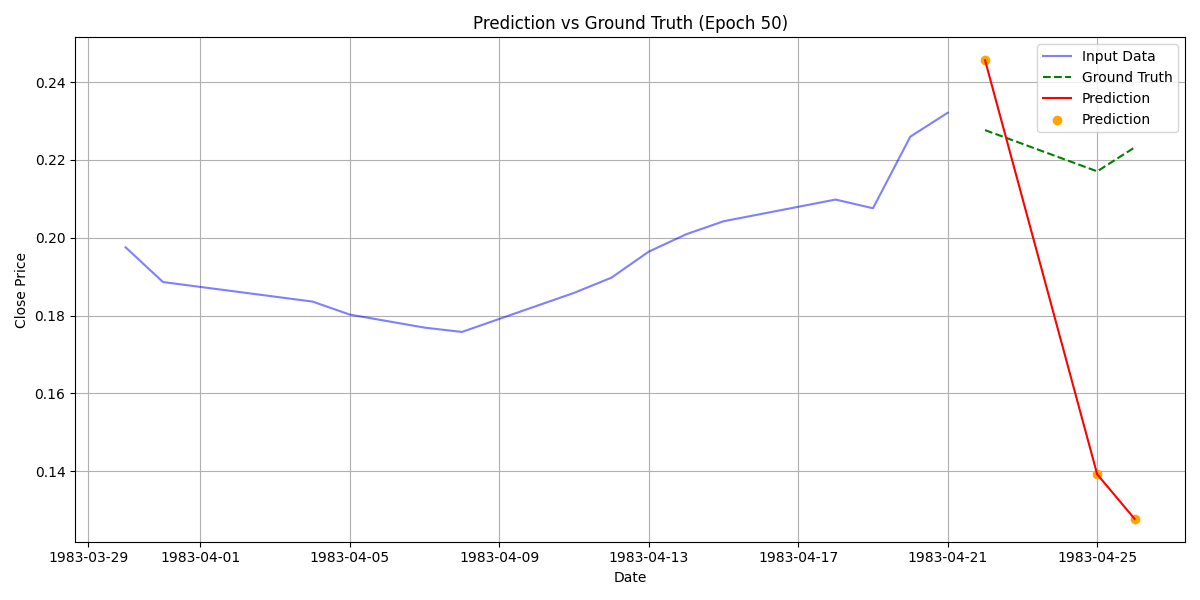 Prediction vs Ground Truth (Epoch 50)
Close Price
0.24
0.22
0.20
0.18
0.16
0.14
Input Data
Ground Truth
Prediction
Prediction
1983-03-29 1983-04-01 1983-04-05 1983-04-09 1983-04-13 1983-04-17 1983-04-21 1983-04-25
Date